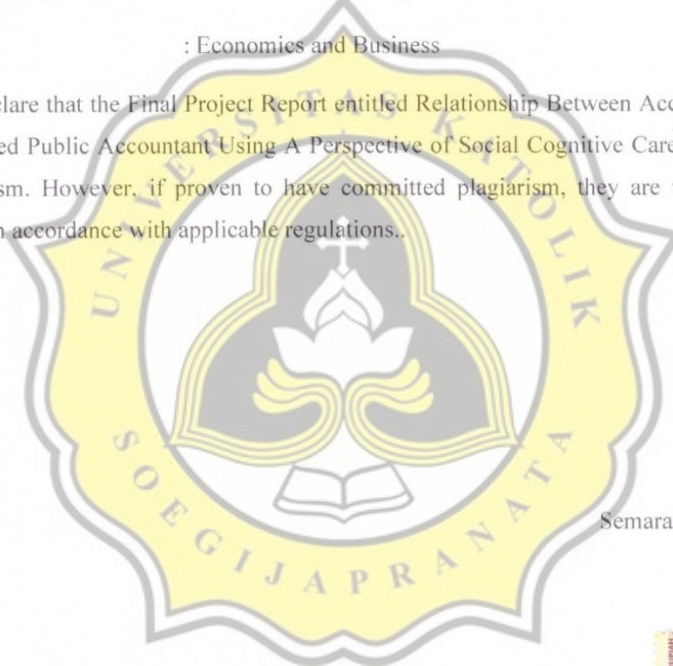 : Economics and Business
clare that the Final Project Report entitled Relationship Between Acc
ed Public Accountant Using A Perspective of Social Cognitive Care
ism. However, if proven to have committed plagiarism, they are
n accordance with applicable regulations..
UNIVERSITAS KATOLIK
SOEGIJAPRANATA
Semara